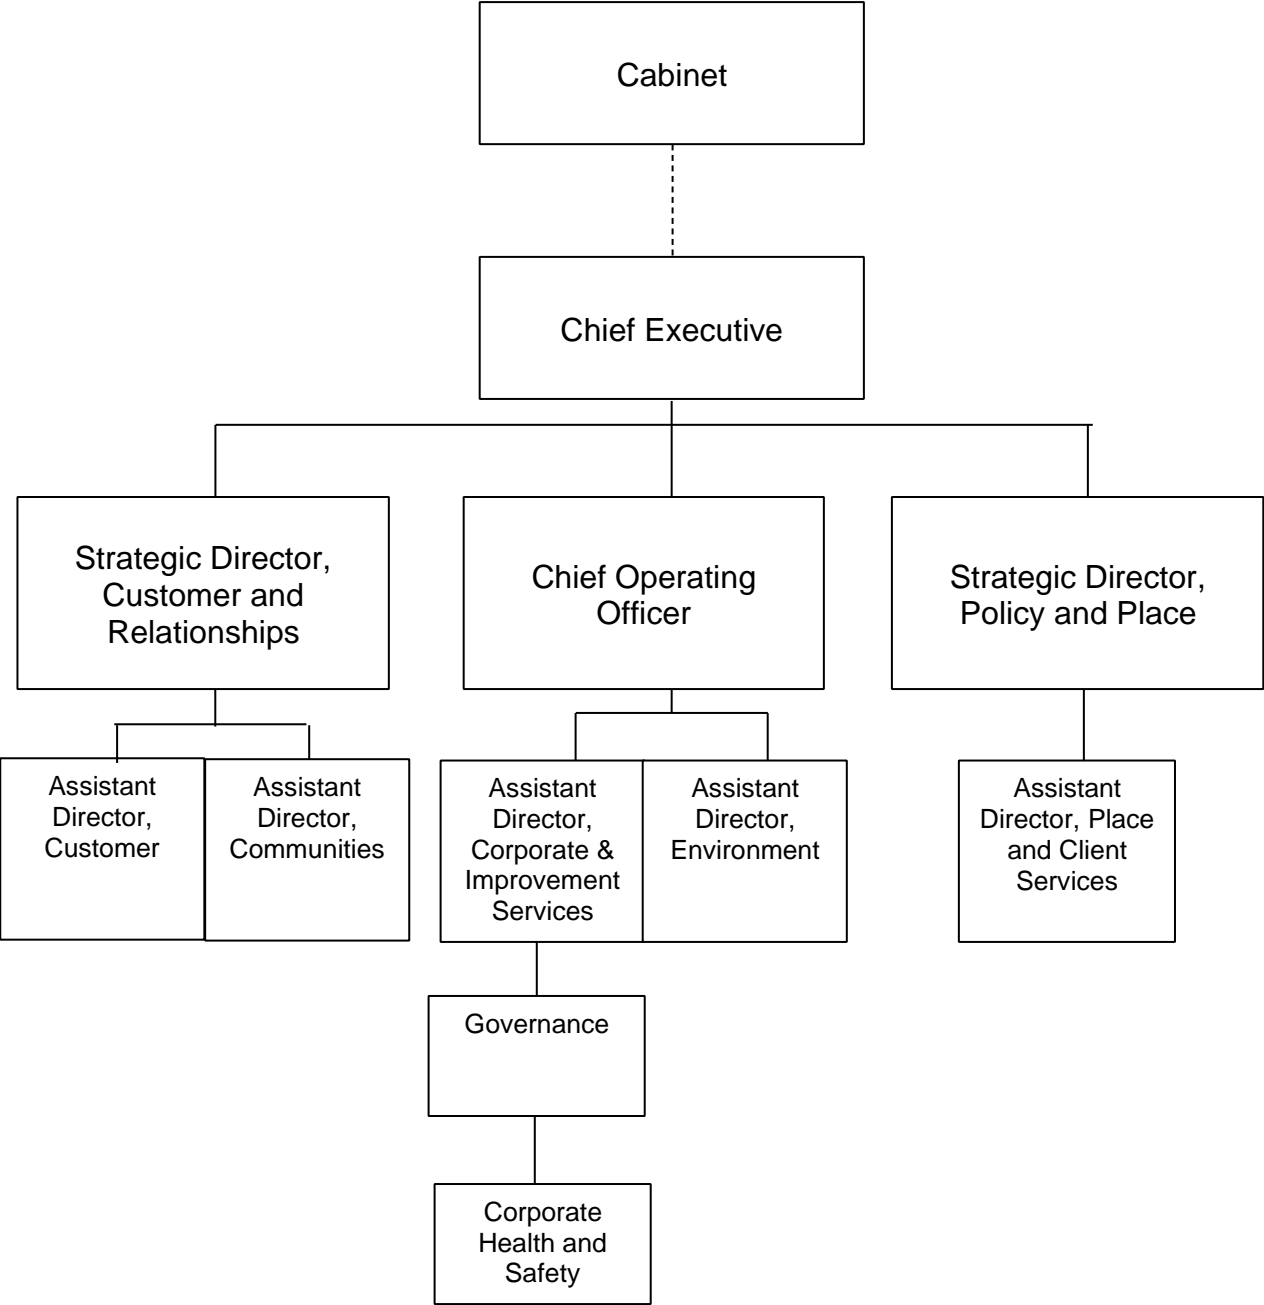 Cabinet
Chief Executive
Strategic Director,
Customer and
Relationships
Chief Operating
Officer
Strategic Director,
Policy and Place
Assistant
Director,
Customer
Assistant
Director,
Communities
Assistant
Director,
Corporate &
Improvement
Services
Assistant
Director,
Environment
Assistant
Director, Place
and Client
Services
Governance
Corporate
Health and
Safety